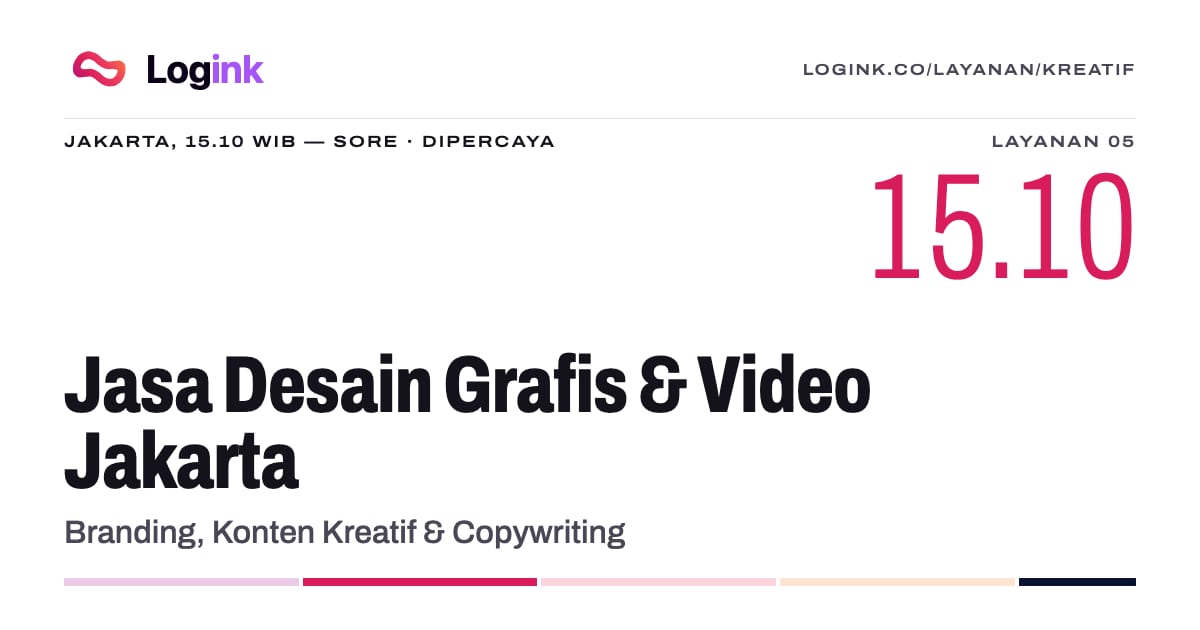 Logink
LOGINK.CO/LAYANAN/KREATIF
JAKARTA, 15.10 WIB — SORE · DIPERCAYA
LAYANAN 05
15.10
Jasa Desain Grafis & Video
Jakarta
Branding, Konten Kreatif & Copywriting